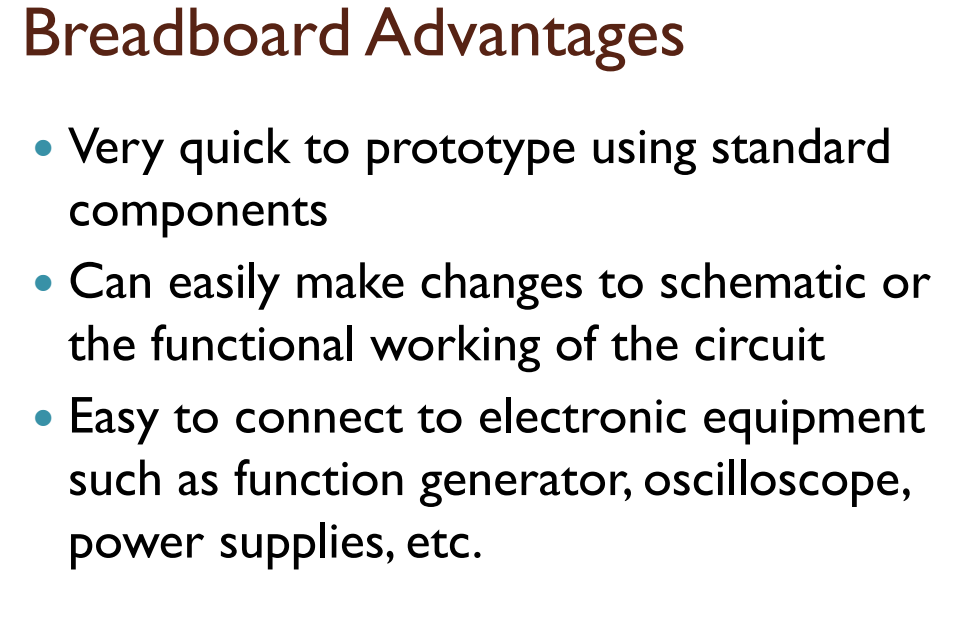 Breadboard Advantages
• Very quick to prototype using standard
components
• Can easily make changes to schematic or
the functional working of the circuit
• Easy to connect to electronic equipment
such as function generator, oscilloscope,
power supplies, etc.